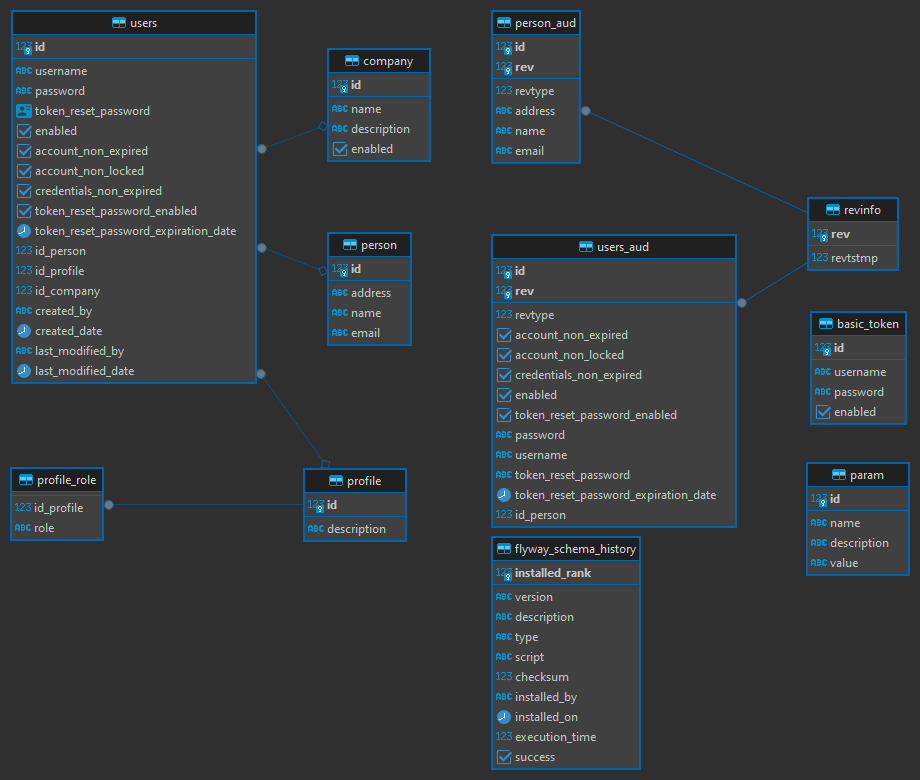 users
123 id
ABC username
ABC password
token_reset_password
enabled
account_non_expired
account_non_locked
credentials_non_expired
token_reset_password_enabled
token_reset_password_expiration_date
123 id_person
123 id_profile
123 id_company
ABC created_by
created_date
ABC last_modified_by
last_modified_date
company
123 id
ABC name
ABC description
enabled
person
123 id
ABC address
ABC name
ABC email
profile_role
123 id_profile
ABC role
profile
123 id
ABC description
person_aud
123 id
123 rev
123 revtype
ABC address
ABC name
ABC email
users_aud
123 id
123 rev
123 revtype
account_non_expired
account_non_locked
credentials_non_expired
enabled
token_reset_password_enabled
ABC password
ABC username
ABC token_reset_password
token_reset_password_expiration_date
123 id_person
flyway_schema_history
123 installed_rank
ABC version
ABC description
ABC type
ABC script
123 checksum
ABC installed_by
installed_on
123 execution_time
success
revinfo
123 rev
123 revtstmp
basic_token
123 id
ABC username
ABC password
enabled
param
123 id
ABC name
ABC description
ABC value